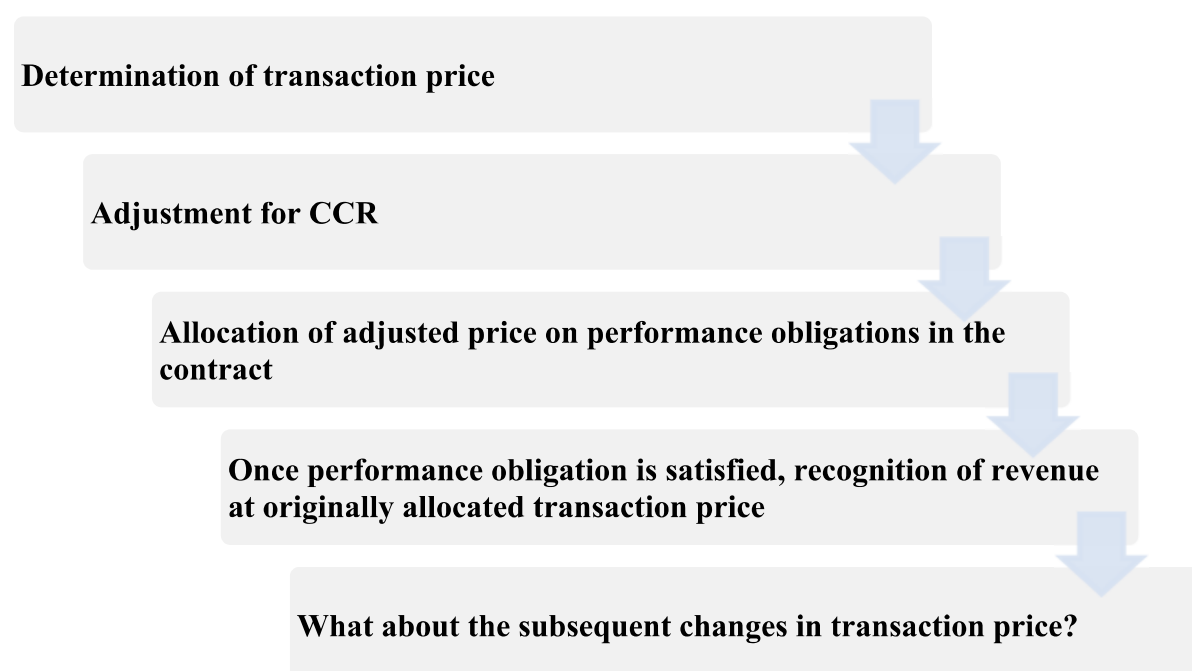 Determination of transaction price
Adjustment for CCR
Allocation of adjusted price on performance obligations in the
contract
Once performance obligation is satisfied, recognition of revenue
at originally allocated transaction price
What about the subsequent changes in transaction price?